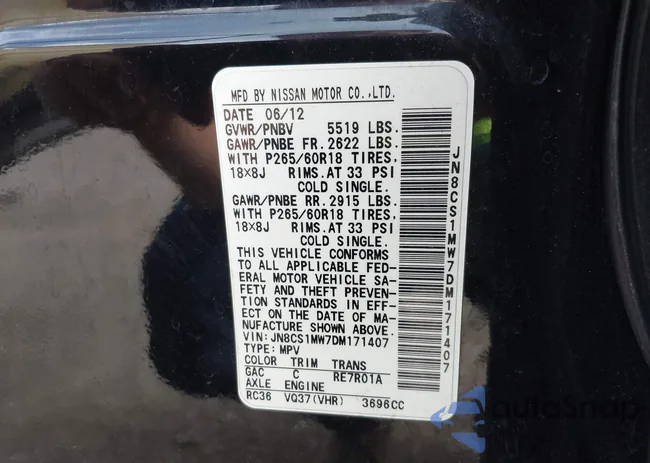 MFD BY NISSAN MOTOR CO.,LTD.
DATE 06/12
GVWR/PNBV 5519 LBS.
GAWR/PNBE FR. 2622 LBS.
WITH P265/60R18 TIRES,
18X8J RIMS.AT 33 PSI
COLD SINGLE.
GAWR/PNBE RR. 2915 LBS.
WITH P265/60R18 TIRES,
18X8J RIMS.AT 33 PSI
COLD SINGLE.
THIS VEHICLE CONFORMS
TO ALL APPLICABLE FED-
ERAL MOTOR VEHICLE SA-
FETY AND THEFT PREVEN-
TION STANDARDS IN EFF-
ECT ON THE DATE OF MA-
NUFACTURE SHOWN ABOVE.
VIN: JN8CS1MW7DM171407
TYPE: MPV
COLOR TRIM TRANS
GAC C RE7R01A
AXLE ENGINE
RC36 VQ37(VHR) 3696CC
JN8CS1MW7DM171407
autoSnap